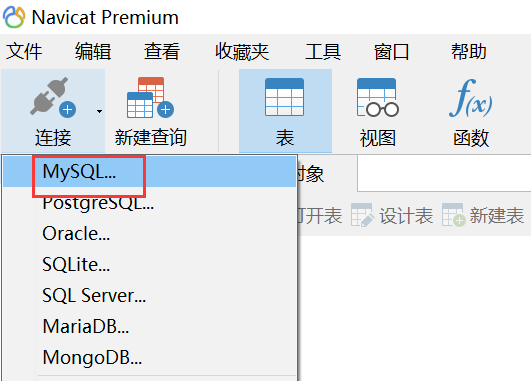 Navicat Premium
文件 编辑 查看 收藏夹 工具 窗口 帮助
连接 新建查询 表 视图 f(x) 函数
MySQL...
对象
PostgreSQL...
打开表 设计表 新建表
Oracle...
SQLite...
SQL Server...
MariaDB...
MongoDB...